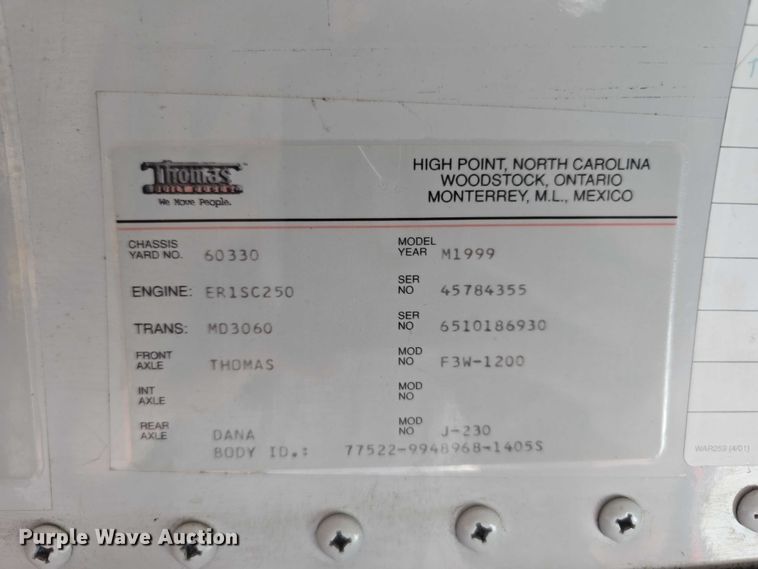 Thomas
BUILT BUSES
We Move People.
HIGH POINT, NORTH CAROLINA
WOODSTOCK, ONTARIO
MONTERREY, M.L., MEXICO
CHASSIS YARD NO. 60330 MODEL YEAR M1999
ENGINE: ER1SC250 SER NO 45784355
TRANS: MD3060 SER NO 6510186930
FRONT AXLE THOMAS MOD NO F3W-1200
INT AXLE MOD NO
REAR AXLE DANA MOD NO J-230
BODY ID.: 77522-9948968-1405S
WAR259 (4/01)
Purple Wave Auction